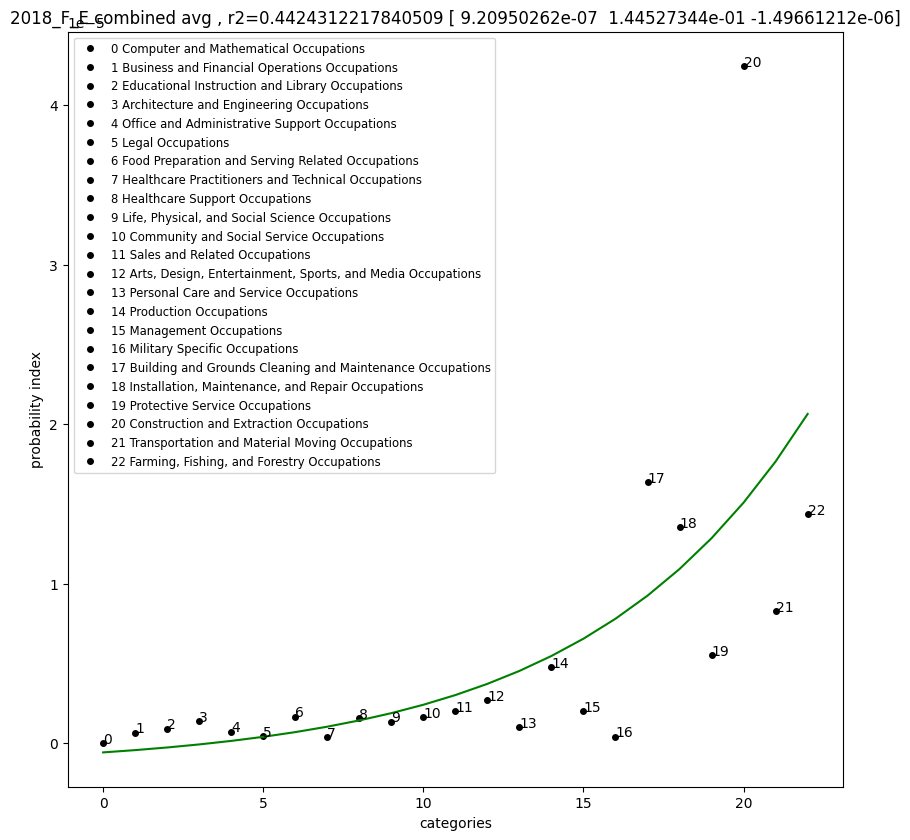 2018_F_E combined avg , r2=0.4424312217840509 [ 9.20950262e-07 1.44527344e-01 -1.49661212e-06]
1e−5
0 Computer and Mathematical Occupations
1 Business and Financial Operations Occupations
2 Educational Instruction and Library Occupations
3 Architecture and Engineering Occupations
4 Office and Administrative Support Occupations
5 Legal Occupations
6 Food Preparation and Serving Related Occupations
7 Healthcare Practitioners and Technical Occupations
8 Healthcare Support Occupations
9 Life, Physical, and Social Science Occupations
10 Community and Social Service Occupations
11 Sales and Related Occupations
12 Arts, Design, Entertainment, Sports, and Media Occupations
13 Personal Care and Service Occupations
14 Production Occupations
15 Management Occupations
16 Military Specific Occupations
17 Building and Grounds Cleaning and Maintenance Occupations
18 Installation, Maintenance, and Repair Occupations
19 Protective Service Occupations
20 Construction and Extraction Occupations
21 Transportation and Material Moving Occupations
22 Farming, Fishing, and Forestry Occupations
probability index
4
3
2
1
0
0
1
2
3
4
5
6
7
8
9
10
11
12
13
14
15
16
17
18
19
20
21
22
0
5
10
15
20
categories